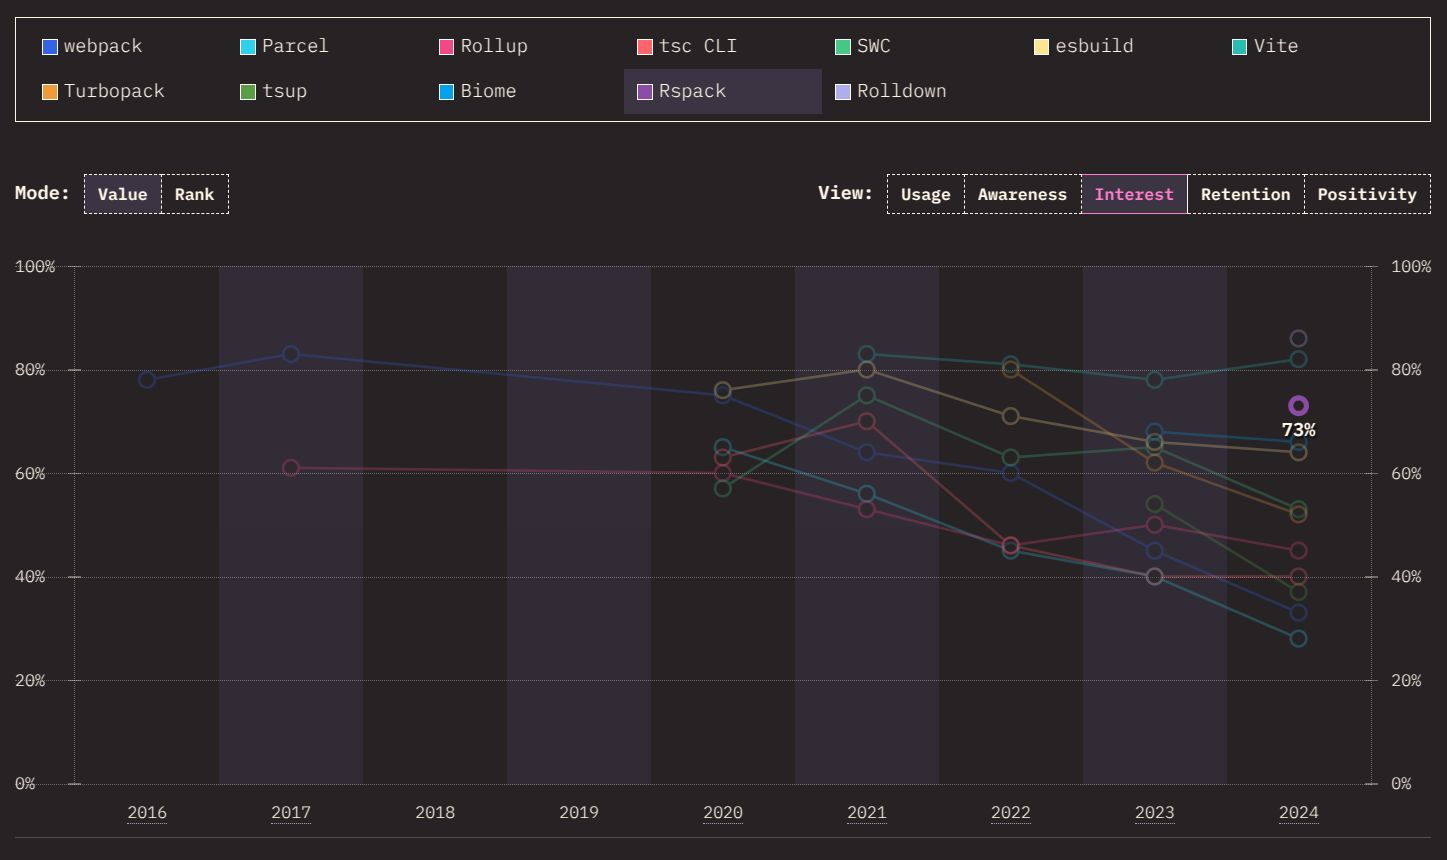 webpack Parcel Rollup tsc CLI SWC esbuild Vite
Turbopack tsup Biome Rspack Rolldown
Mode: Value Rank View: Usage Awareness Interest Retention Positivity
100% 100%
80% 80%
73%
60% 60%
40% 40%
20% 20%
0% 0%
2016 2017 2018 2019 2020 2021 2022 2023 2024